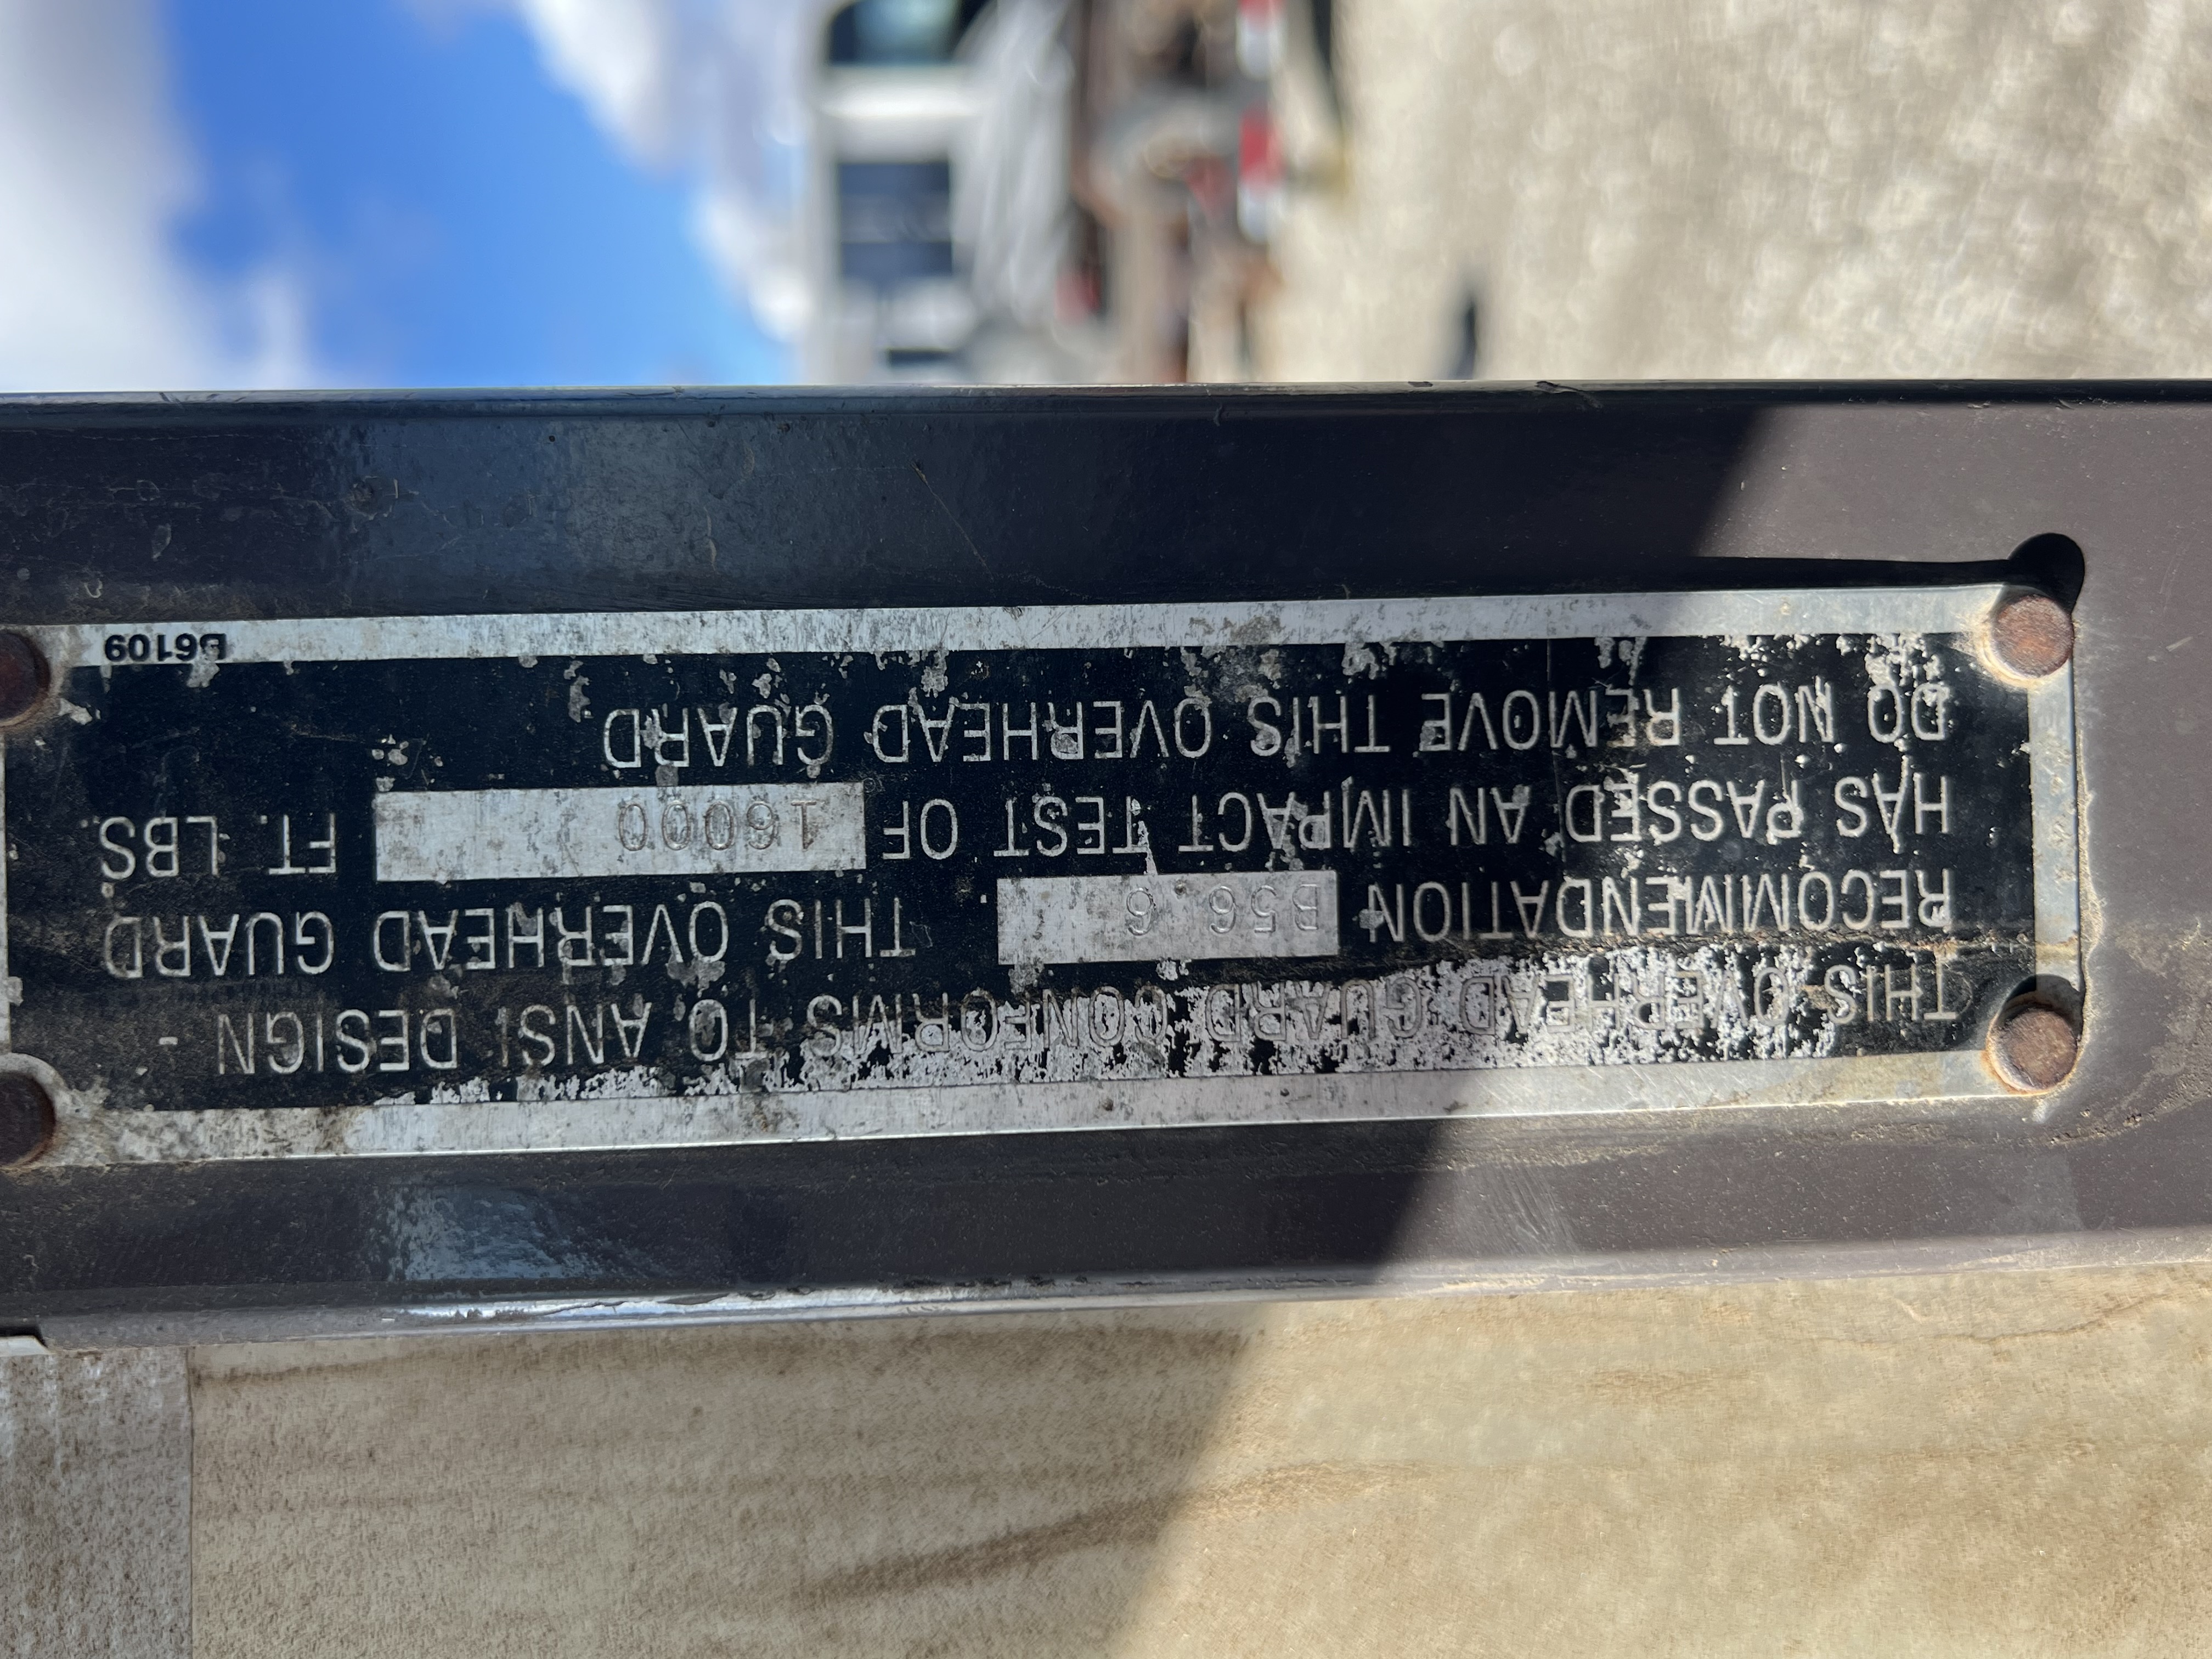 THIS OVERHEAD GUARD CONFORMS TO ANSI DESIGN -
RECOMMENDATION B56.6 THIS OVERHEAD GUARD
HAS PASSED AN IMPACT TEST OF 16000 FT. LBS.
DO NOT REMOVE THIS OVERHEAD GUARD
B6109